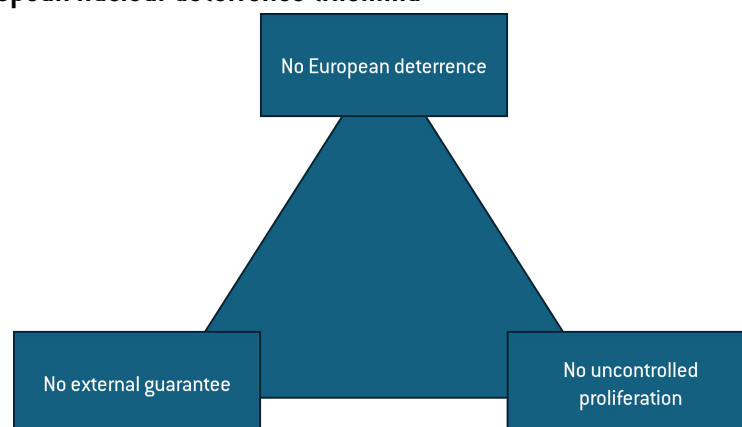 No European deterrence
No external guarantee
No uncontrolled
proliferation